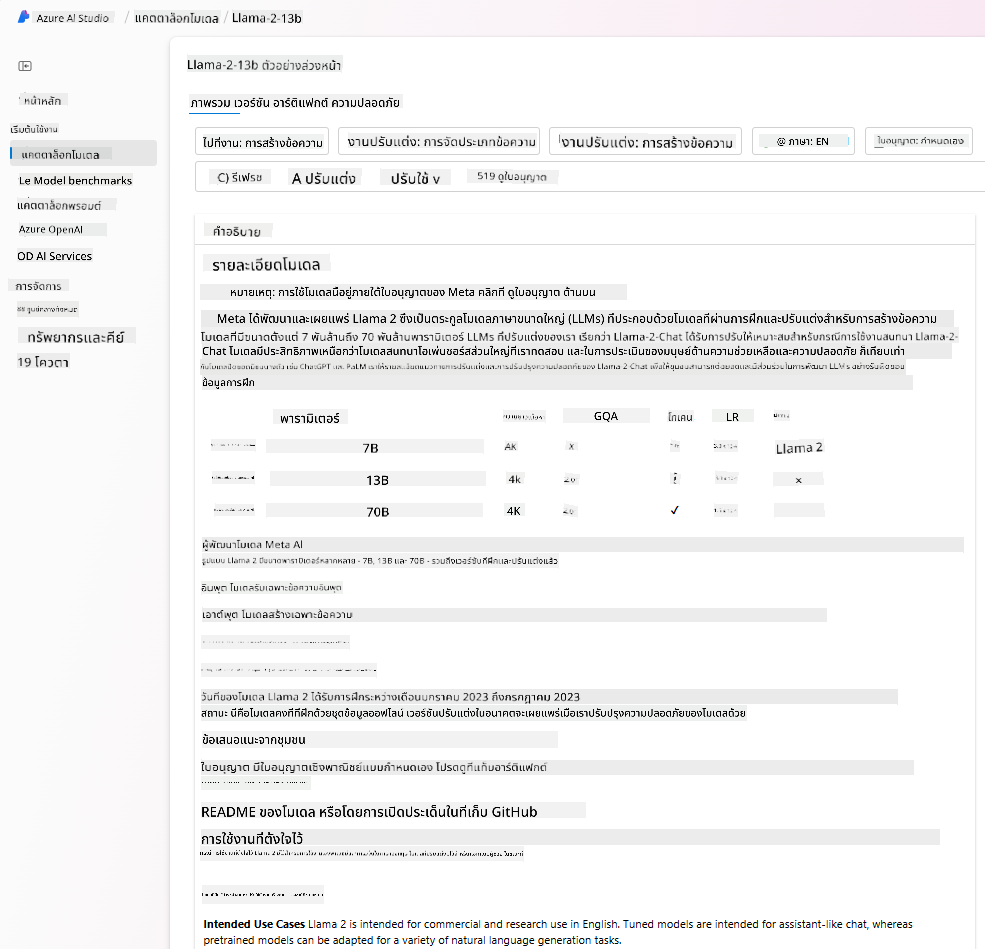 Azure AI Studio / แคตตาล็อกโมเดล / Llama-2-13b
Llama-2-13b ตัวอย่างล่วงหน้า
หน้าหลัก
เริ่มต้นใช้งาน
แคตตาล็อกโมเดล
Le Model benchmarks
แค็ตตาล็อกพรอมต์
Azure OpenAI
OD AI Services
การจัดการ
ทรัพยากรและคีย์
19 โควตา
ภาพรวม เวอร์ชัน อาร์ติแฟกต์ ความปลอดภัย
ไปที่งาน: การสร้างข้อความ งานปรับแต่ง: การจัดประเภทข้อความ งานปรับแต่ง: การสร้างข้อความ @ ภาษา: EN ใบอนุญาต: กำหนดเอง
C) รีเฟรช A ปรับแต่ง ปรับใช้ v 519 ดูใบอนุญาต
คำอธิบาย
รายละเอียดโมเดล
หมายเหตุ: การใช้โมเดลนี้อยู่ภายใต้ใบอนุญาตของ Meta คลิกที่ ดูใบอนุญาต ด้านบน
Meta ได้พัฒนาและเผยแพร่ Llama 2 ซึ่งเป็นตระกูลโมเดลภาษาขนาดใหญ่ (LLMs) ที่ประกอบด้วยโมเดลที่ผ่านการฝึกและปรับแต่งสำหรับการสร้างข้อความ
โมเดลที่มีขนาดตั้งแต่ 7 พันล้านถึง 70 พันล้านพารามิเตอร์ LLMs ที่ปรับแต่งของเรา เรียกว่า Llama-2-Chat ได้รับการปรับให้เหมาะสมสำหรับกรณีการใช้งานสนทนา Llama-2-
Chat โมเดลมีประสิทธิภาพเหนือกว่าโมเดลสนทนาโอเพ่นซอร์สส่วนใหญ่ที่เราทดสอบ และในการประเมินของมนุษย์ด้านความช่วยเหลือและความปลอดภัย ก็เทียบเท่า
ข้อมูลการฝึก
พารามิเตอร์ GQA โทเคน LR
7B AK X Llama 2
13B 4k ×
70B 4K ✓
ผู้พัฒนาโมเดล Meta AI
รูปแบบ Llama 2 มีขนาดพารามิเตอร์หลากหลาย - 7B, 13B และ 70B - รวมถึงเวอร์ชันที่ฝึกและปรับแต่งแล้ว
อินพุต โมเดลรับเฉพาะข้อความอินพุต
เอาต์พุต โมเดลสร้างเฉพาะข้อความ
วันที่ของโมเดล Llama 2 ได้รับการฝึกระหว่างเดือนมกราคม 2023 ถึงกรกฎาคม 2023
สถานะ นี่คือโมเดลคงที่ที่ฝึกด้วยชุดข้อมูลออฟไลน์ เวอร์ชันปรับแต่งในอนาคตจะเผยแพร่เมื่อเราปรับปรุงความปลอดภัยของโมเดลด้วย
ข้อเสนอแนะจากชุมชน
ใบอนุญาต มีใบอนุญาตเชิงพาณิชย์แบบกำหนดเอง โปรดดูที่แท็บอาร์ติแฟกต์
README ของโมเดล หรือโดยการเปิดประเด็นในที่เก็บ GitHub
การใช้งานที่ตั้งใจไว้
Intended Use Cases Llama 2 is intended for commercial and research use in English. Tuned models are intended for assistant-like chat, whereas
pretrained models can be adapted for a variety of natural language generation tasks.